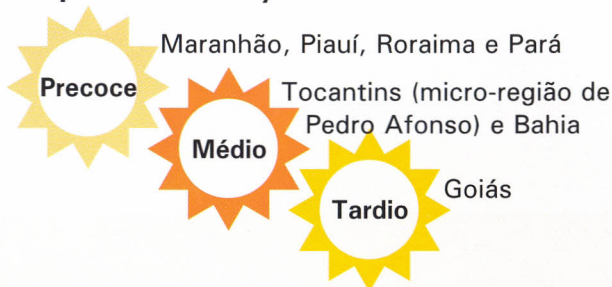 Maranhão, Piauí, Roraima e Pará
Precoce
Tocantins (micro-região de
Pedro Afonso) e Bahia
Médio
Goiás
Tardio